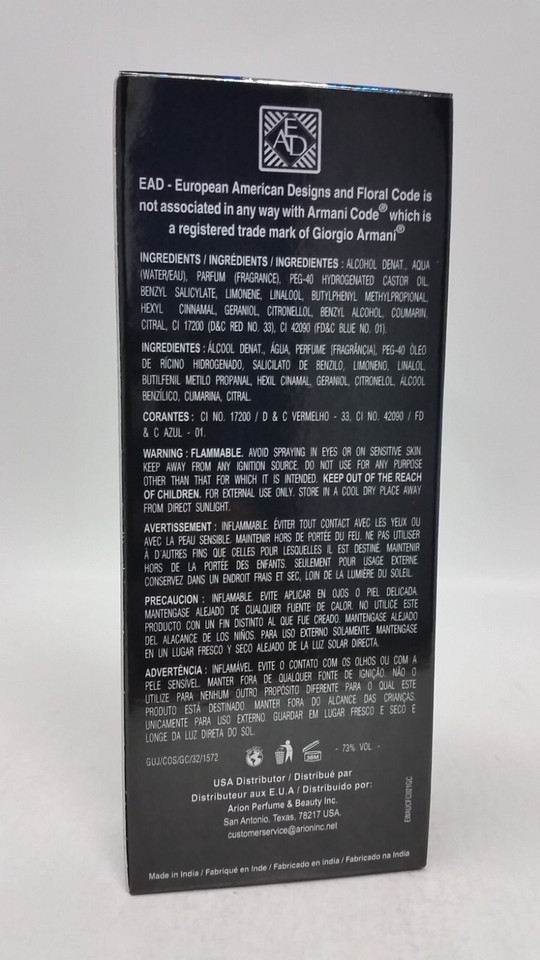 EAD
EAD - European American Designs and Floral Code is
not associated in any way with Armani Code® which is
a registered trade mark of Giorgio Armani®
INGREDIENTS / INGRÉDIENTS / INGREDIENTES : ALCOHOL DENAT., AQUA
(WATER/EAU), PARFUM (FRAGRANCE), PEG-40 HYDROGENATED CASTOR OIL,
BENZYL SALICYLATE, LIMONENE, LINALOOL, BUTYLPHENYL METHYLPROPIONAL,
HEXYL CINNAMAL, GERANIOL, CITRONELLOL, BENZYL ALCOHOL, COUMARIN,
CITRAL, CI 17200 (D&C RED NO. 33), CI 42090 (FD&C BLUE NO. 01).
INGREDIENTES : ÁLCOOL DENAT., ÁGUA, PERFUME [FRAGRÂNCIA], PEG-40 ÓLEO
DE RÍCINO HIDROGENADO, SALICILATO DE BENZILO, LIMONENO, LINALOL,
BUTILFENIL METILO PROPANAL, HEXIL CINAMAL, GERANIOL, CITRONELOL, ÁLCOOL
BENZÍLICO, CUMARINA, CITRAL.
CORANTES : CI NO. 17200 / D & C VERMELHO - 33, CI NO. 42090 / FD
& C AZUL - 01.
WARNING : FLAMMABLE. AVOID SPRAYING IN EYES OR ON SENSITIVE SKIN.
KEEP AWAY FROM ANY IGNITION SOURCE. DO NOT USE FOR ANY PURPOSE
OTHER THAN THAT FOR WHICH IT IS INTENDED. KEEP OUT OF THE REACH
OF CHILDREN. FOR EXTERNAL USE ONLY. STORE IN A COOL DRY PLACE AWAY
FROM DIRECT SUNLIGHT.
AVERTISSEMENT : INFLAMMABLE. ÉVITER TOUT CONTACT AVEC LES YEUX OU
AVEC LA PEAU SENSIBLE. MAINTENIR HORS DE PORTÉE DU FEU. NE PAS UTILISER
À D'AUTRES FINS QUE CELLES POUR LESQUELLES IL EST DESTINE. MAINTENIR
HORS DE LA PORTÉE DES ENFANTS. SEULEMENT POUR USAGE EXTERNE.
CONSERVEZ DANS UN ENDROIT FRAIS ET SEC, LOIN DE LA LUMIÈRE DU SOLEIL.
PRECAUCION : INFLAMABLE. EVITE APLICAR EN OJOS O PIEL DELICADA.
MANTENGASE ALEJADO DE CUALQUIER FUENTE DE CALOR. NO UTILICE ESTE
PRODUCTO CON UN FIN DISTINTO AL QUE FUE CREADO. MANTENGASE ALEJADO
DEL ALACANCE DE LOS NIÑOS. PARA USO EXTERNO SOLAMENTE. MANTENGASE
EN UN LUGAR FRESCO Y SECO ALEJADO DE LA LUZ SOLAR DIRECTA.
ADVERTÊNCIA : INFLAMÁVEL. EVITE O CONTATO COM OS OLHOS OU COM A
PELE SENSÍVEL. MANTER FORA DE QUALQUER FONTE DE IGNIÇÃO. NÃO O
UTILIZE PARA NENHUM OUTRO PROPÓSITO DIFERENTE PARA O QUAL ESTE
PRODUTO ESTÁ DESTINADO. MANTER FORA DO ALCANCE DAS CRIANÇAS.
UNICAMENTE PARA USO EXTERNO. GUARDAR EM LUGAR FRESCO E SECO E
LONGE DA LUZ DIRETA DO SOL.
GUJ/COS/GC/32/1572
36M
- 73% VOL -
USA Distributor / Distribué par
Distributeur aux E.U.A / Distribuido por:
Arion Perfume & Beauty Inc.
San Antonio, Texas, 78217 USA.
customerservice@arioninc.net
Made in India / Fabriqué en Inde / Fabricado en India / Fabricado na India